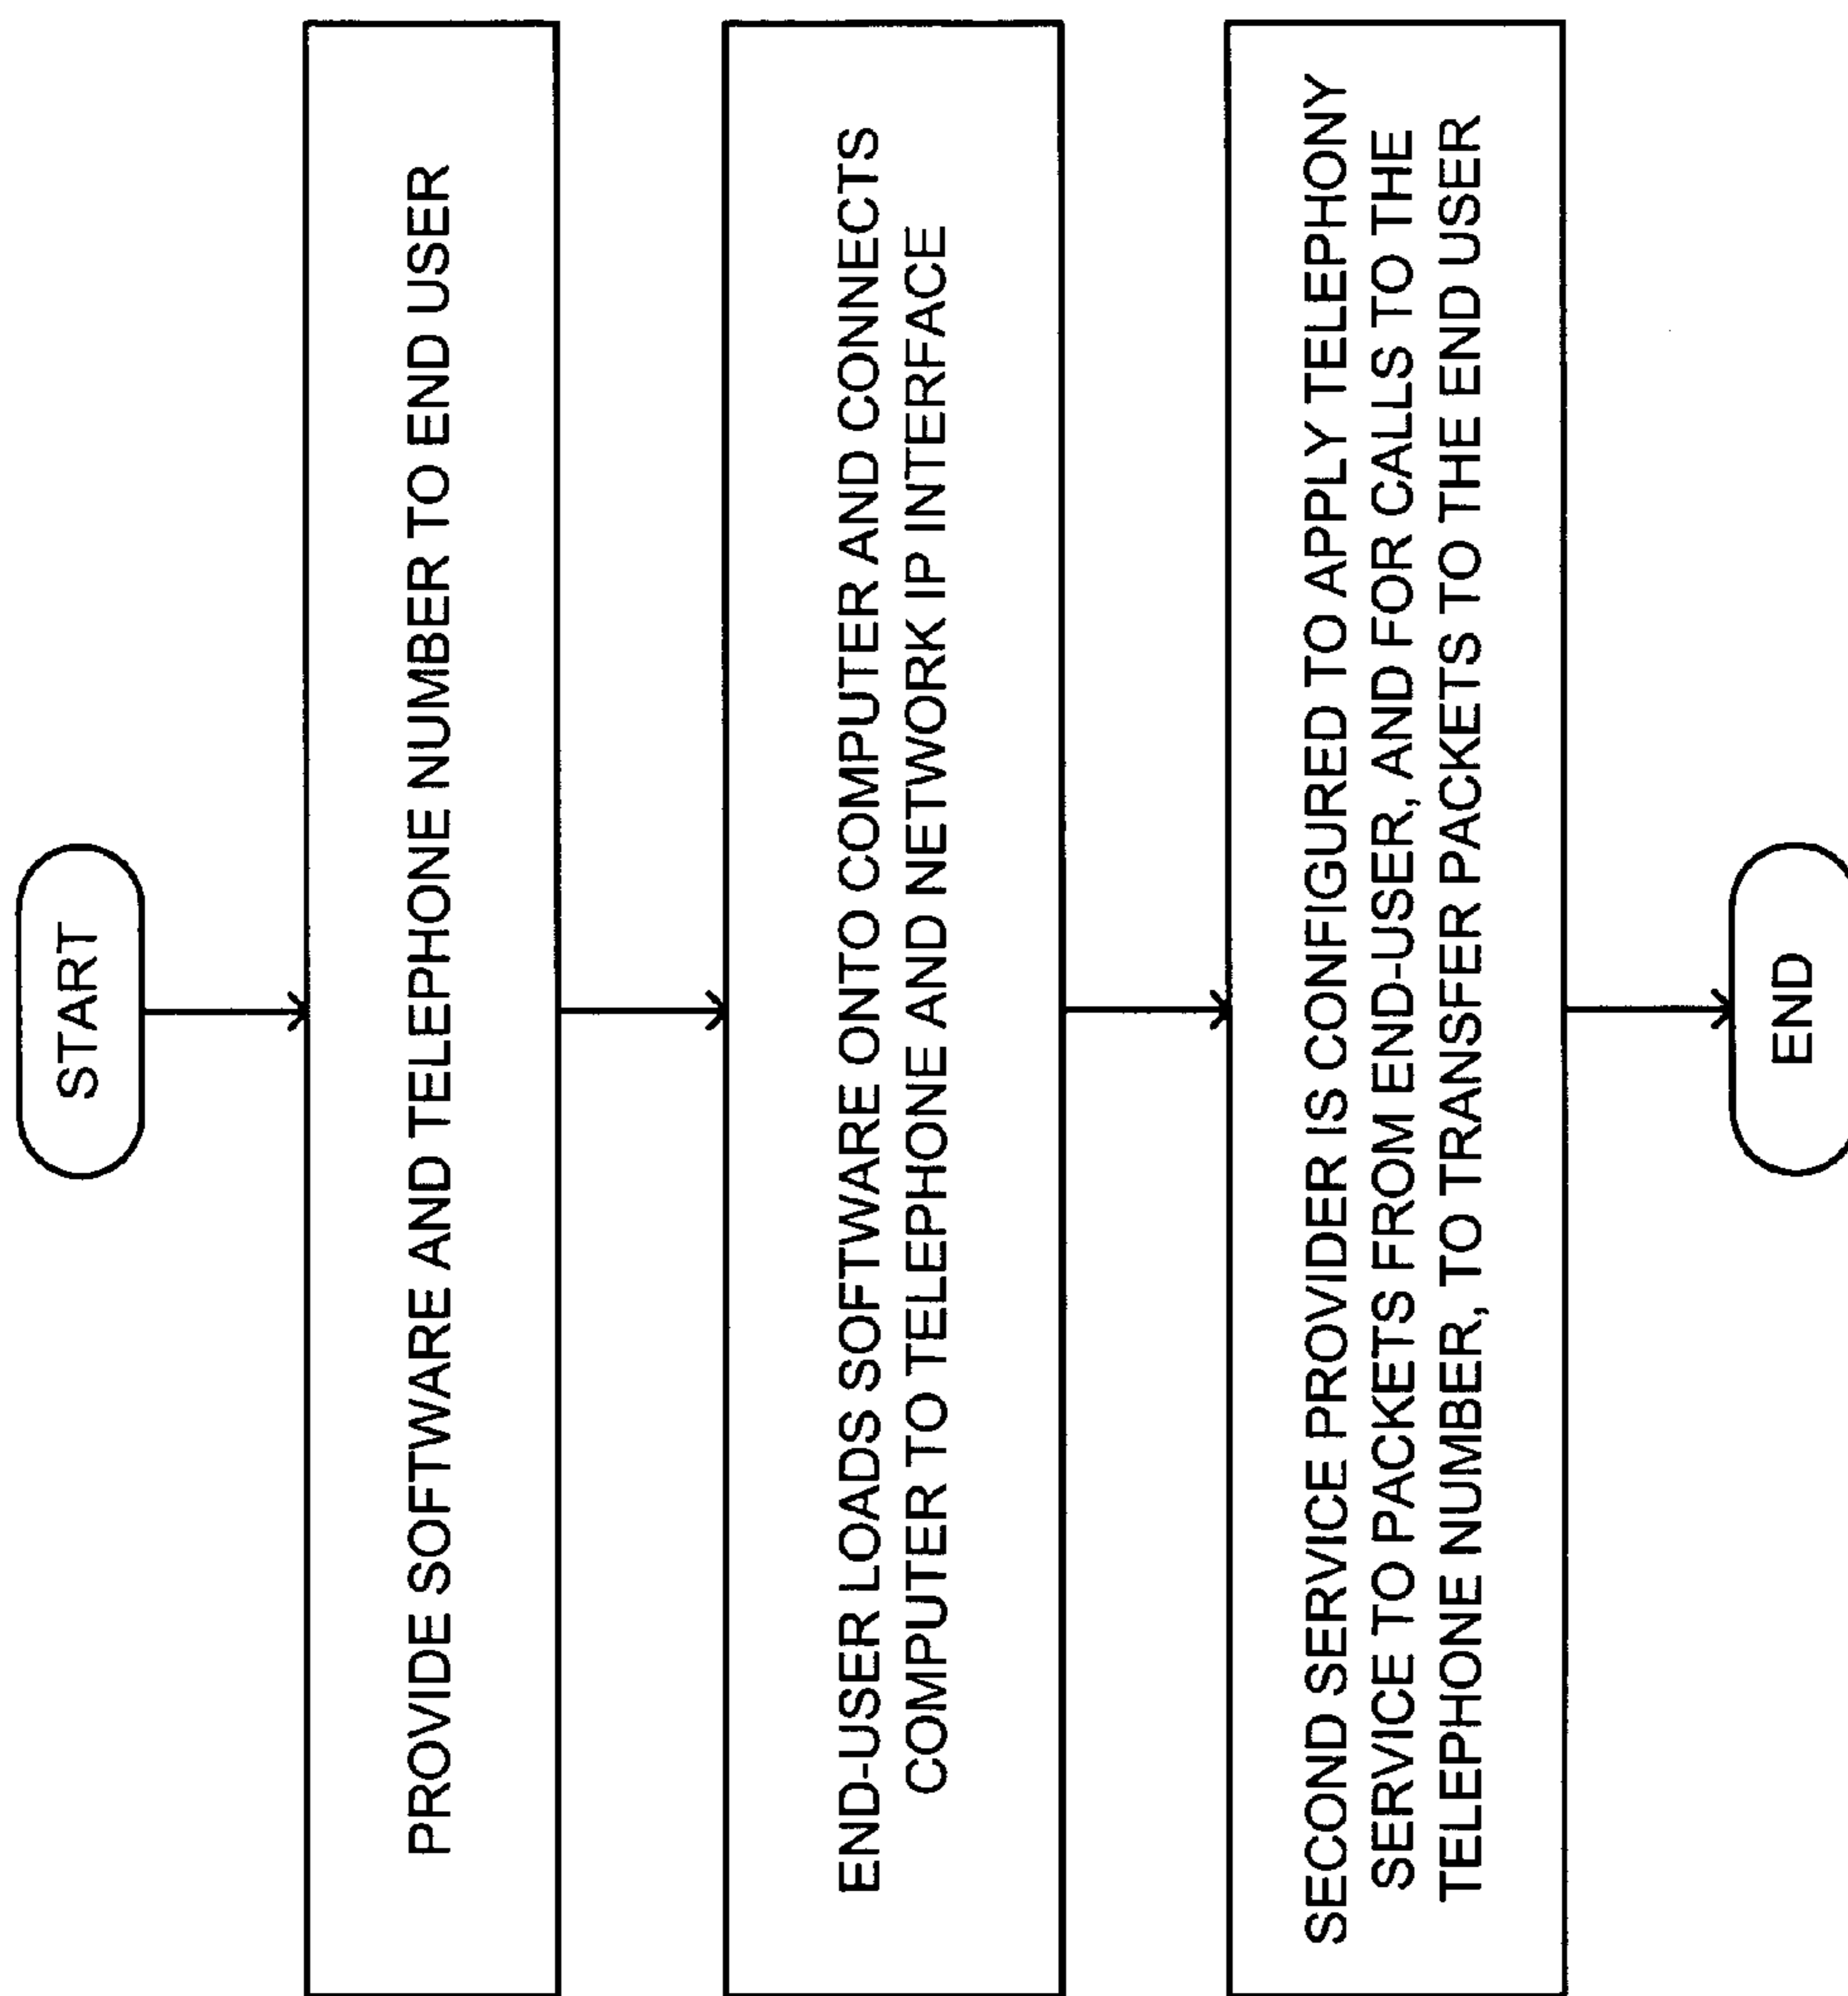 START
PROVIDE SOFTWARE AND TELEPHONE NUMBER TO END USER
END-USER LOADS SOFTWARE ONTO COMPUTER AND CONNECTS
COMPUTER TO TELEPHONE AND NETWORK IP INTERFACE
SECOND SERVICE PROVIDER IS CONFIGURED TO APPLY TELEPHONY
SERVICE TO PACKETS FROM END-USER, AND FOR CALLS TO THE
TELEPHONE NUMBER, TO TRANSFER PACKETS TO THE END USER
END